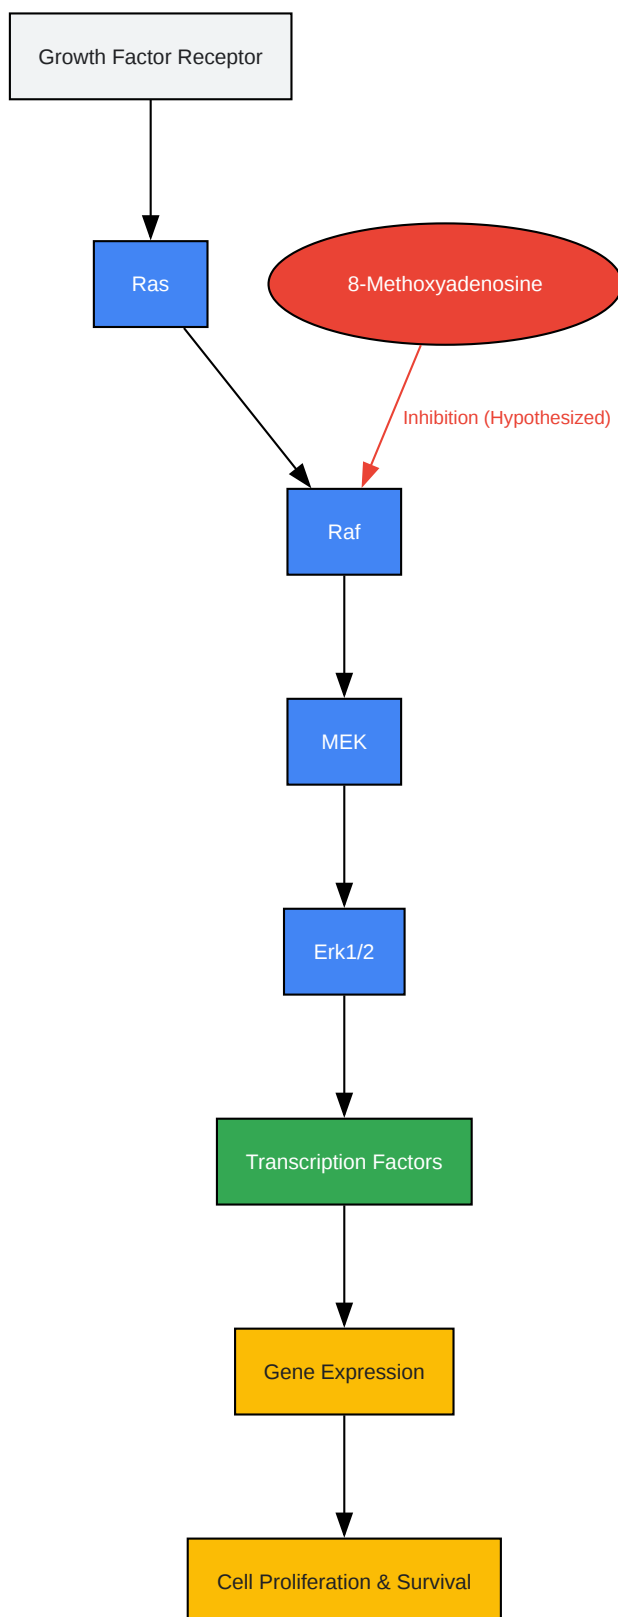 Growth Factor Receptor
Ras
8-Methoxyadenosine
Inhibition (Hypothesized)
Raf
MEK
Erk1/2
Transcription Factors
Gene Expression
Cell Proliferation & Survival